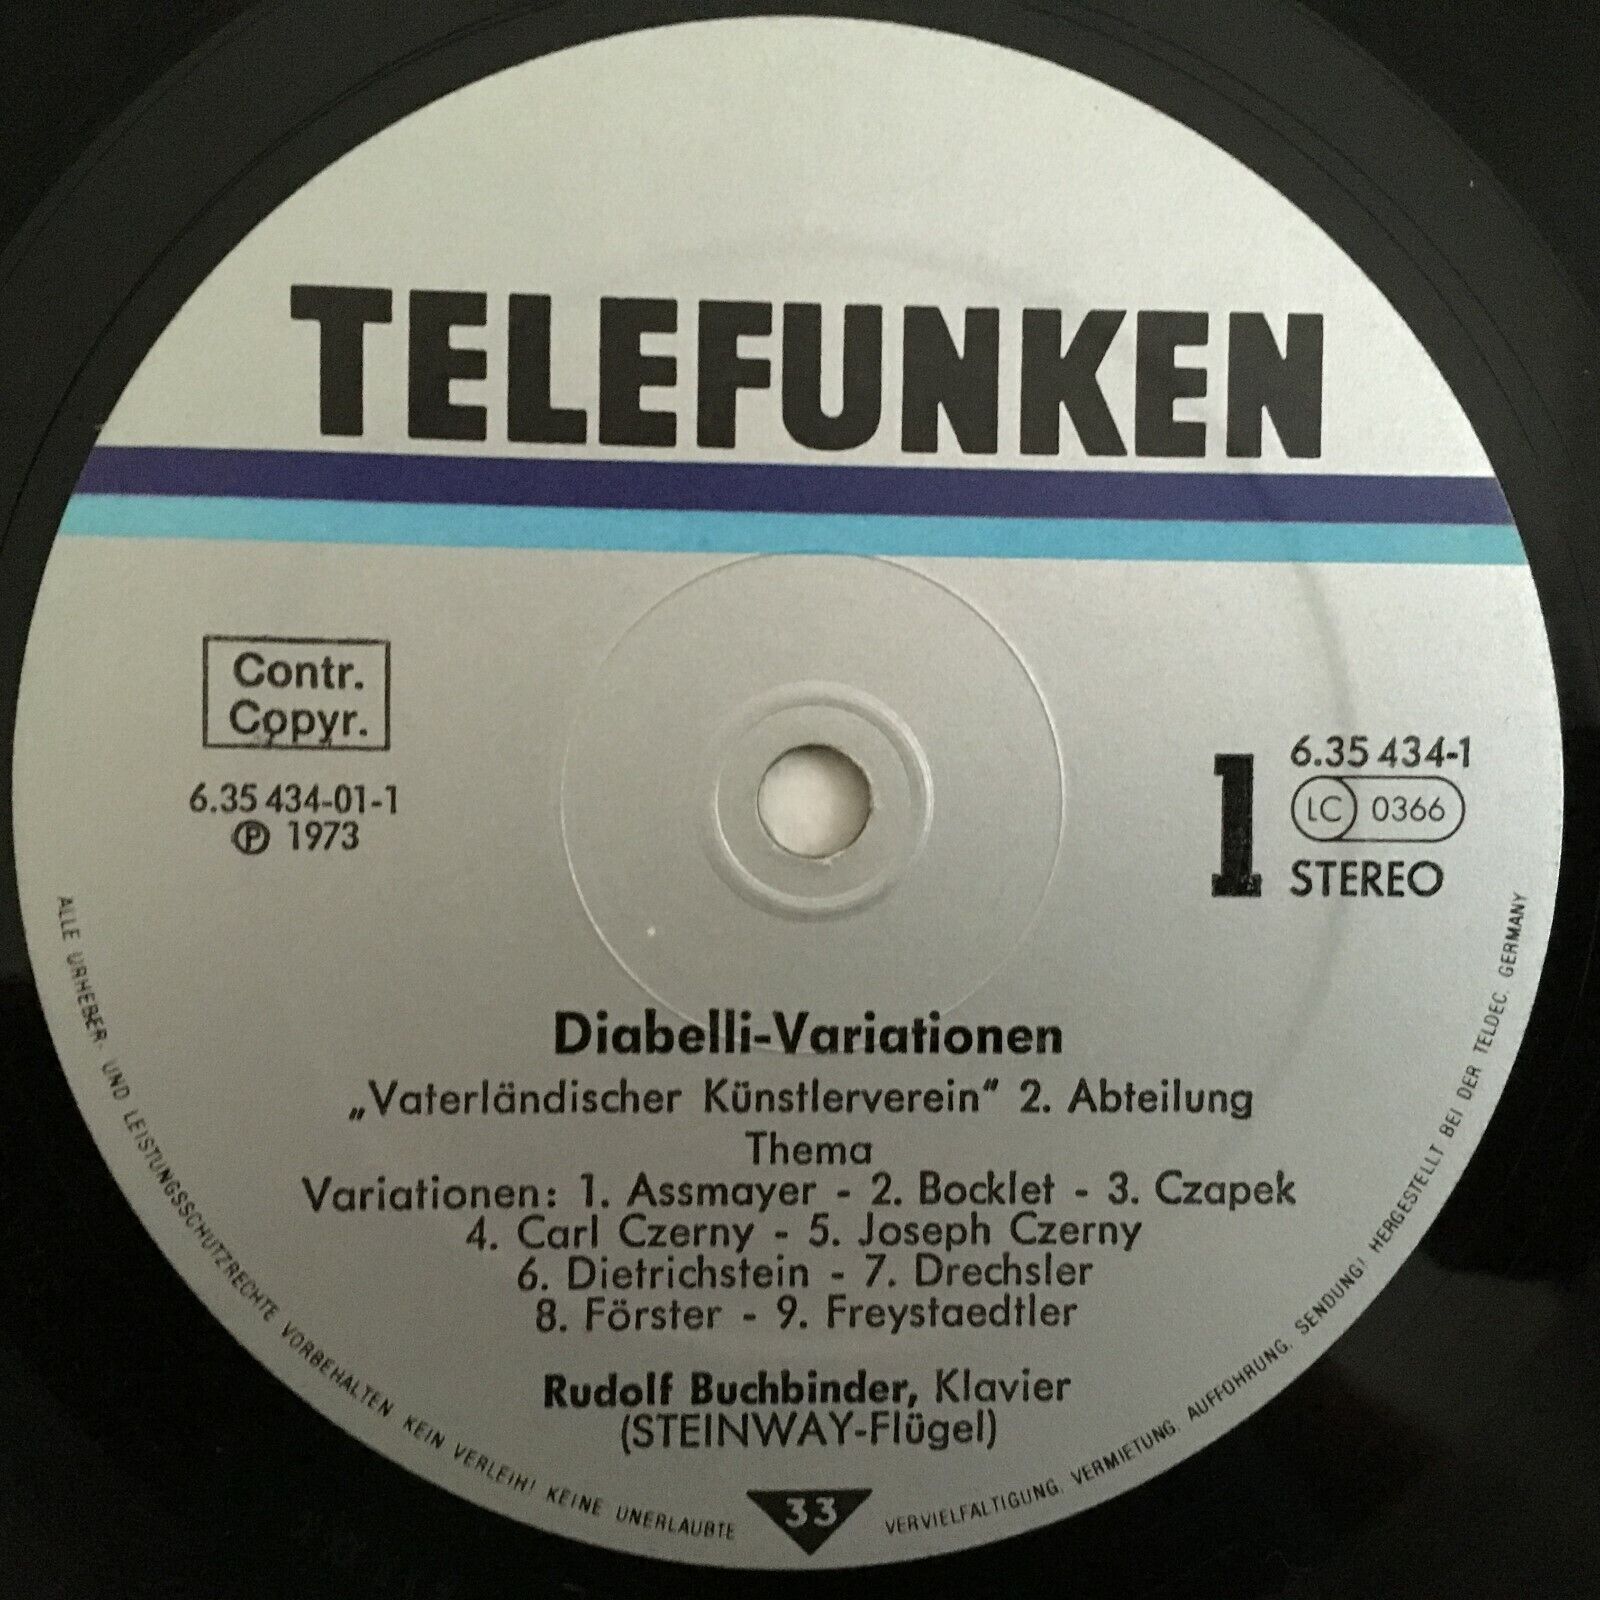 TELEFUNKEN
Contr.
Copyr.
6.35 434-01-1
Ⓟ 1973
1
6.35 434-1
LC 0366
STEREO
Diabelli-Variationen
„Vaterländischer Künstlerverein“ 2. Abteilung
Thema
Variationen: 1. Assmayer - 2. Bocklet - 3. Czapek
4. Carl Czerny - 5. Joseph Czerny
6. Dietrichstein - 7. Drechsler
8. Förster - 9. Freystaedtler
Rudolf Buchbinder, Klavier
(STEINWAY-Flügel)
33
ALLE URHEBER- UND LEISTUNGSSCHUTZRECHTE VORBEHALTEN KEIN VERLEIH! KEINE UNERLAUBTE VERVIELFÄLTIGUNG, VERMIETUNG, AUFFÜHRUNG, SENDUNG! HERGESTELLT BEI DER TELDEC, GERMANY